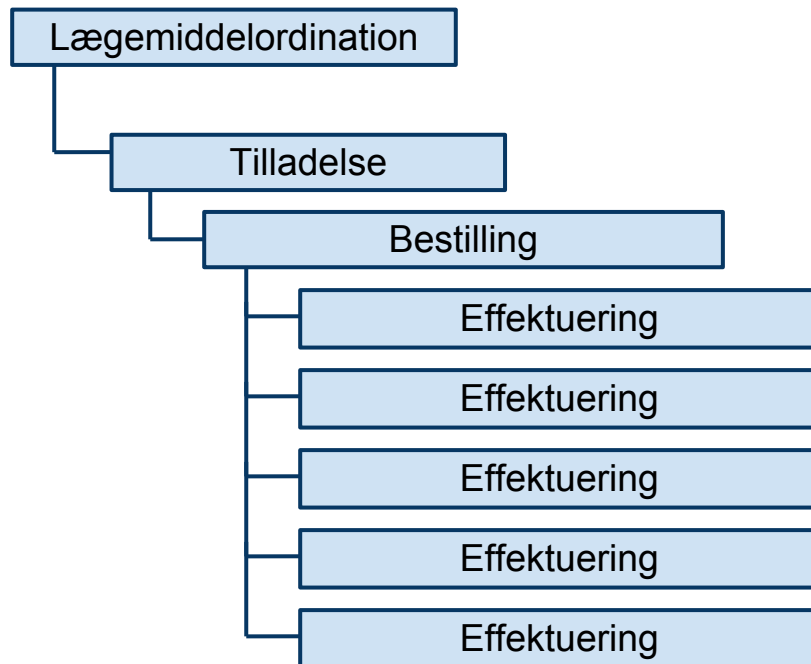 Lægemiddelordination
Tilladelse
Bestilling
Effektuering
Effektuering
Effektuering
Effektuering
Effektuering